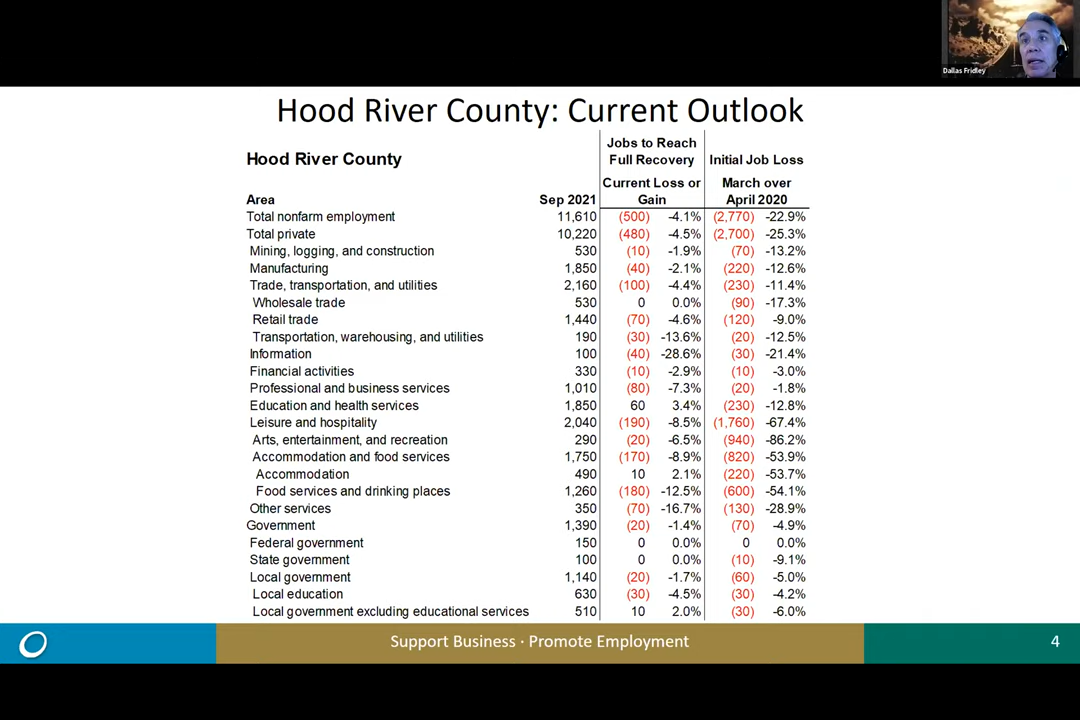 Dallas Fridley
Hood River County: Current Outlook
Hood River County
Jobs to Reach Full Recovery
Initial Job Loss
Area Sep 2021 Current Loss or Gain March over April 2020
Total nonfarm employment 11,610 (500) -4.1% (2,770) -22.9%
Total private 10,220 (480) -4.5% (2,700) -25.3%
Mining, logging, and construction 530 (10) -1.9% (70) -13.2%
Manufacturing 1,850 (40) -2.1% (220) -12.6%
Trade, transportation, and utilities 2,160 (100) -4.4% (230) -11.4%
Wholesale trade 530 0 0.0% (90) -17.3%
Retail trade 1,440 (70) -4.6% (120) -9.0%
Transportation, warehousing, and utilities 190 (30) -13.6% (20) -12.5%
Information 100 (40) -28.6% (30) -21.4%
Financial activities 330 (10) -2.9% (10) -3.0%
Professional and business services 1,010 (80) -7.3% (20) -1.8%
Education and health services 1,850 60 3.4% (230) -12.8%
Leisure and hospitality 2,040 (190) -8.5% (1,760) -67.4%
Arts, entertainment, and recreation 290 (20) -6.5% (940) -86.2%
Accommodation and food services 1,750 (170) -8.9% (820) -53.9%
Accommodation 490 10 2.1% (220) -53.7%
Food services and drinking places 1,260 (180) -12.5% (600) -54.1%
Other services 350 (70) -16.7% (130) -28.9%
Government 1,390 (20) -1.4% (70) -4.9%
Federal government 150 0 0.0% 0 0.0%
State government 100 0 0.0% (10) -9.1%
Local government 1,140 (20) -1.7% (60) -5.0%
Local education 630 (30) -4.5% (30) -4.2%
Local government excluding educational services 510 10 2.0% (30) -6.0%
Support Business · Promote Employment
4